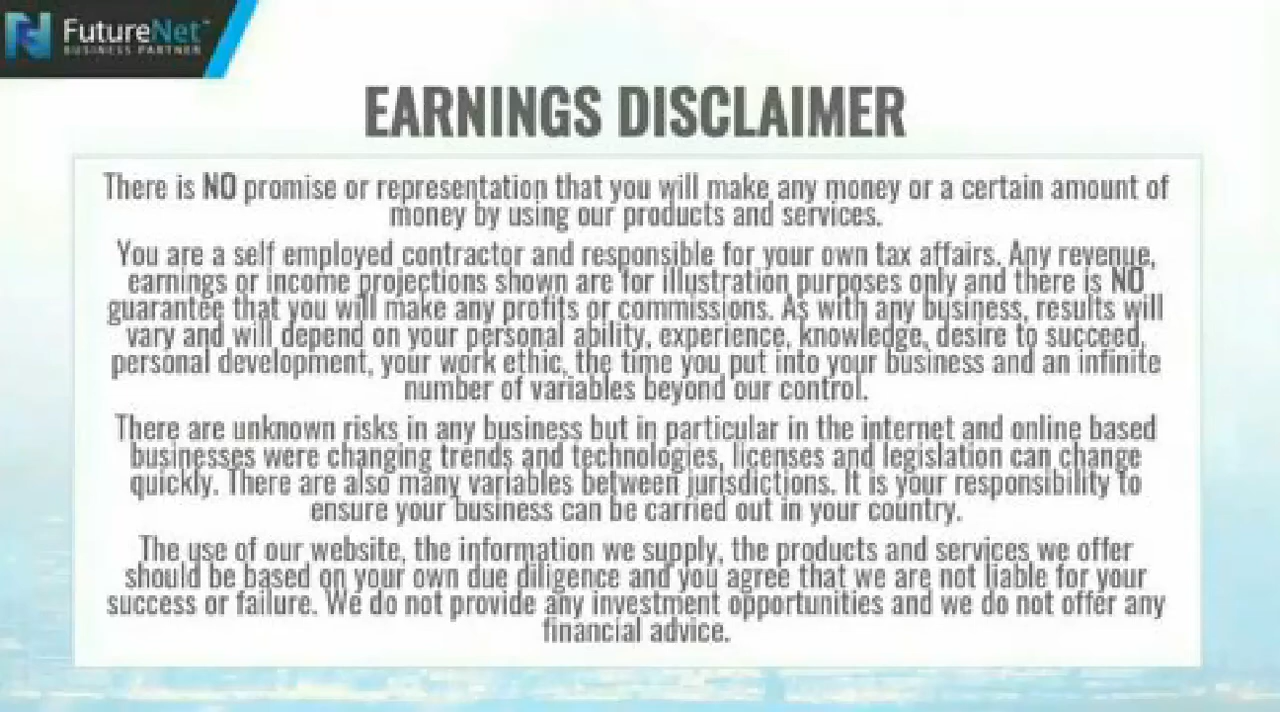 FutureNet™
BUSINESS PARTNER
EARNINGS DISCLAIMER
There is NO promise or representation that you will make any money or a certain amount of
money by using our products and services.
You are a self employed contractor and responsible for your own tax affairs. Any revenue,
earnings or income projections shown are for illustration purposes only and there is NO
guarantee that you will make any profits or commissions. As with any business, results will
vary and will depend on your personal ability, experience, knowledge, desire to succeed,
personal development, your work ethic, the time you put into your business and an infinite
number of variables beyond our control.
There are unknown risks in any business but in particular in the internet and online based
businesses were changing trends and technologies, licenses and legislation can change
quickly. There are also many variables between jurisdictions. It is your responsibility to
ensure your business can be carried out in your country.
The use of our website, the information we supply, the products and services we offer
should be based on your own due diligence and you agree that we are not liable for your
success or failure. We do not provide any investment opportunities and we do not offer any
financial advice.